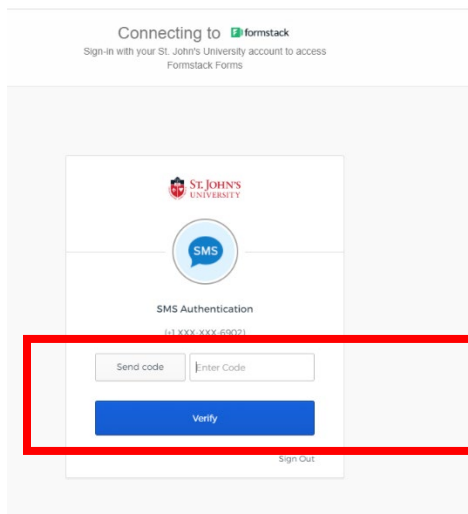 Connecting to formstack
Sign-in with your St. John's University account to access
Formstack Forms
ST. JOHN'S
UNIVERSITY
SMS
SMS Authentication
(+1 XXX-XXX-6902)
Send code Enter Code
Verify
Sign Out